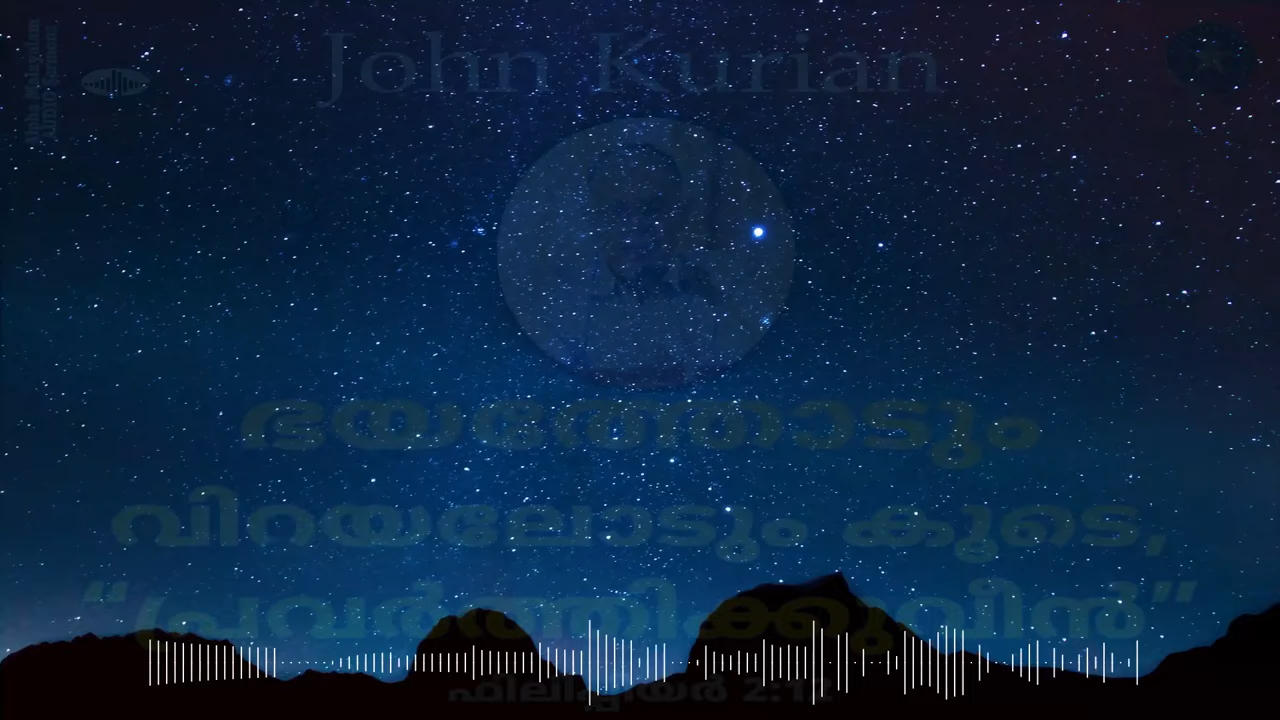 John Kurian
ഭയത്തോടും
വിറയലോടും കൂടെ,
“പ്രവർത്തിക്കുവിൻ”
ഫിലിപ്പിയർ 2:12